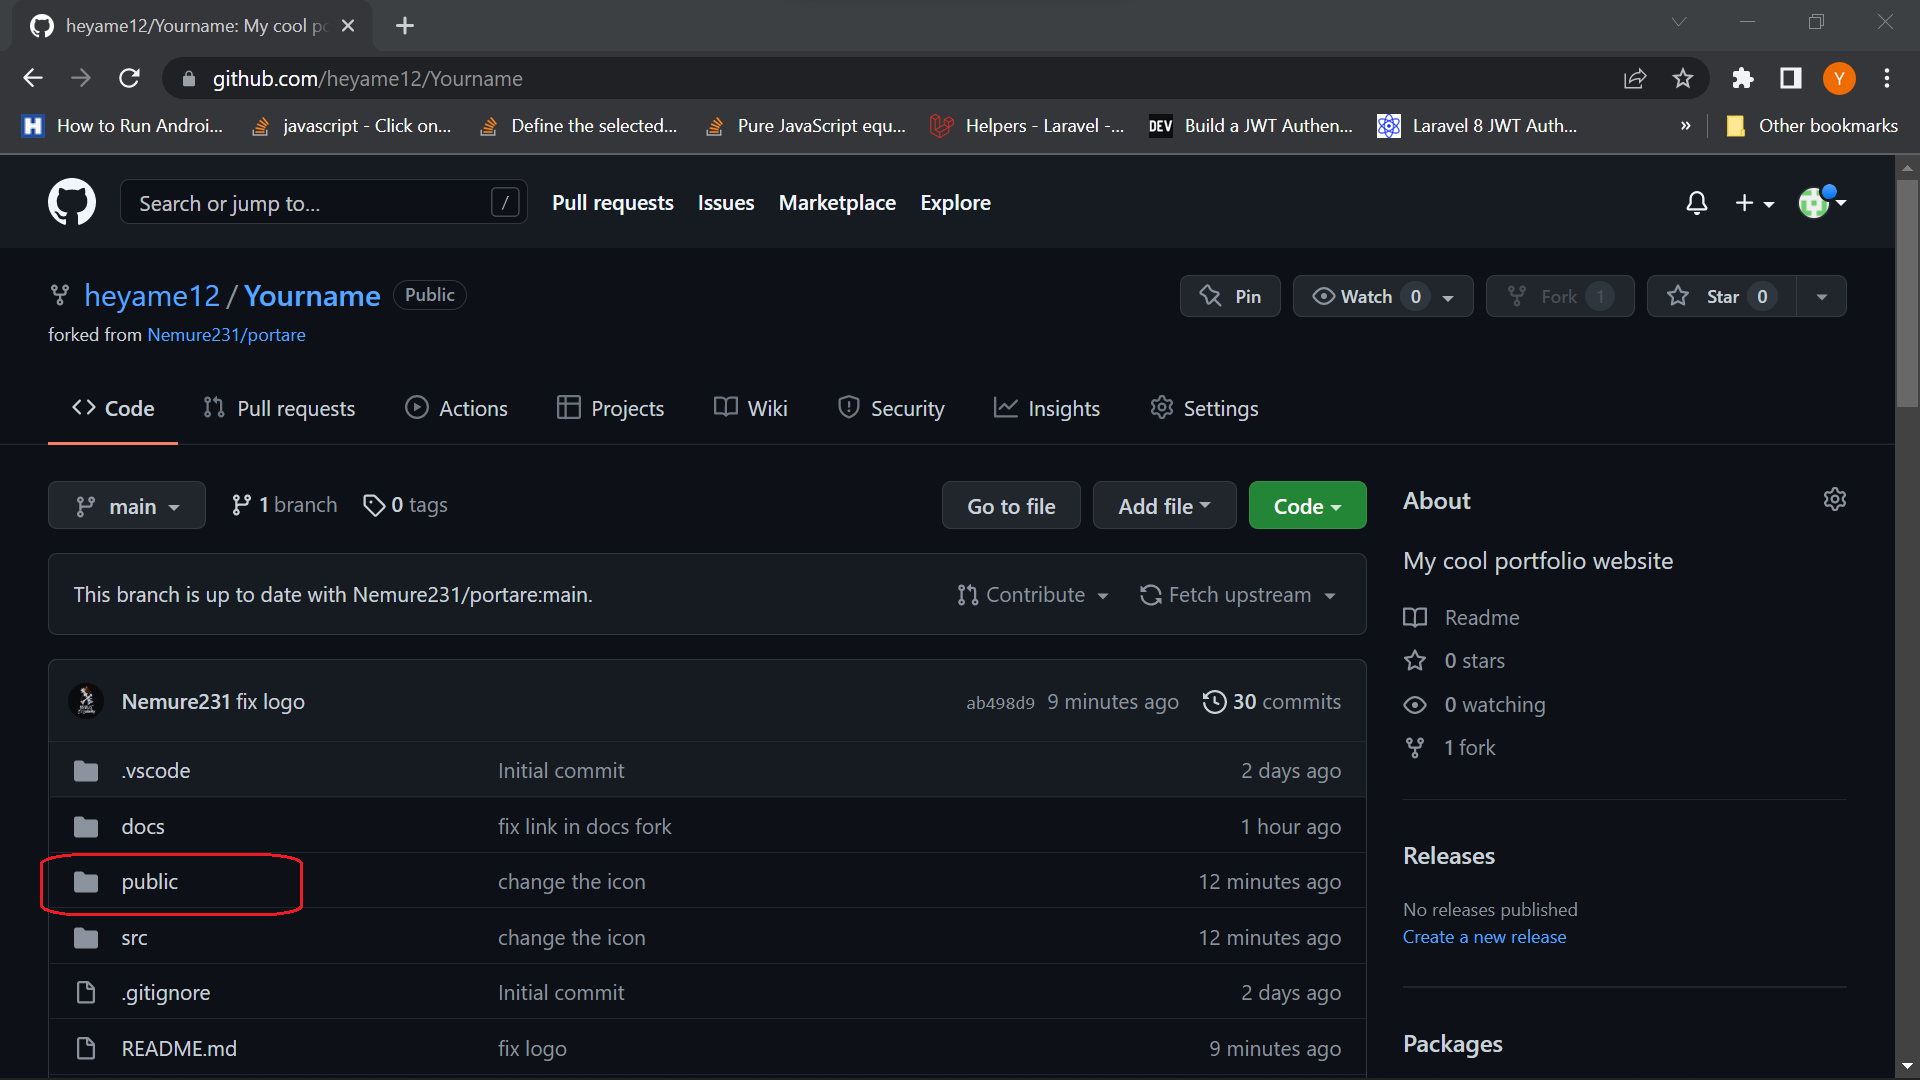 heyame12/Yourname: My cool po
github.com/heyame12/Yourname
Y
H How to Run Androi... javascript - Click on... Define the selected... Pure JavaScript equ... Helpers - Laravel -... DEV Build a JWT Authen... Laravel 8 JWT Auth... » Other bookmarks
Search or jump to... / Pull requests Issues Marketplace Explore
heyame12 / Yourname Public Pin Watch 0 Fork 1 Star 0
forked from Nemure231/portare
Code Pull requests Actions Projects Wiki Security Insights Settings
main 1 branch 0 tags Go to file Add file Code
This branch is up to date with Nemure231/portare:main. Contribute Fetch upstream
Nemure231 fix logo ab498d9 9 minutes ago 30 commits
.vscode Initial commit 2 days ago
docs fix link in docs fork 1 hour ago
public change the icon 12 minutes ago
src change the icon 12 minutes ago
.gitignore Initial commit 2 days ago
README.md fix logo 9 minutes ago
About
My cool portfolio website
Readme
0 stars
0 watching
1 fork
Releases
No releases published
Create a new release
Packages